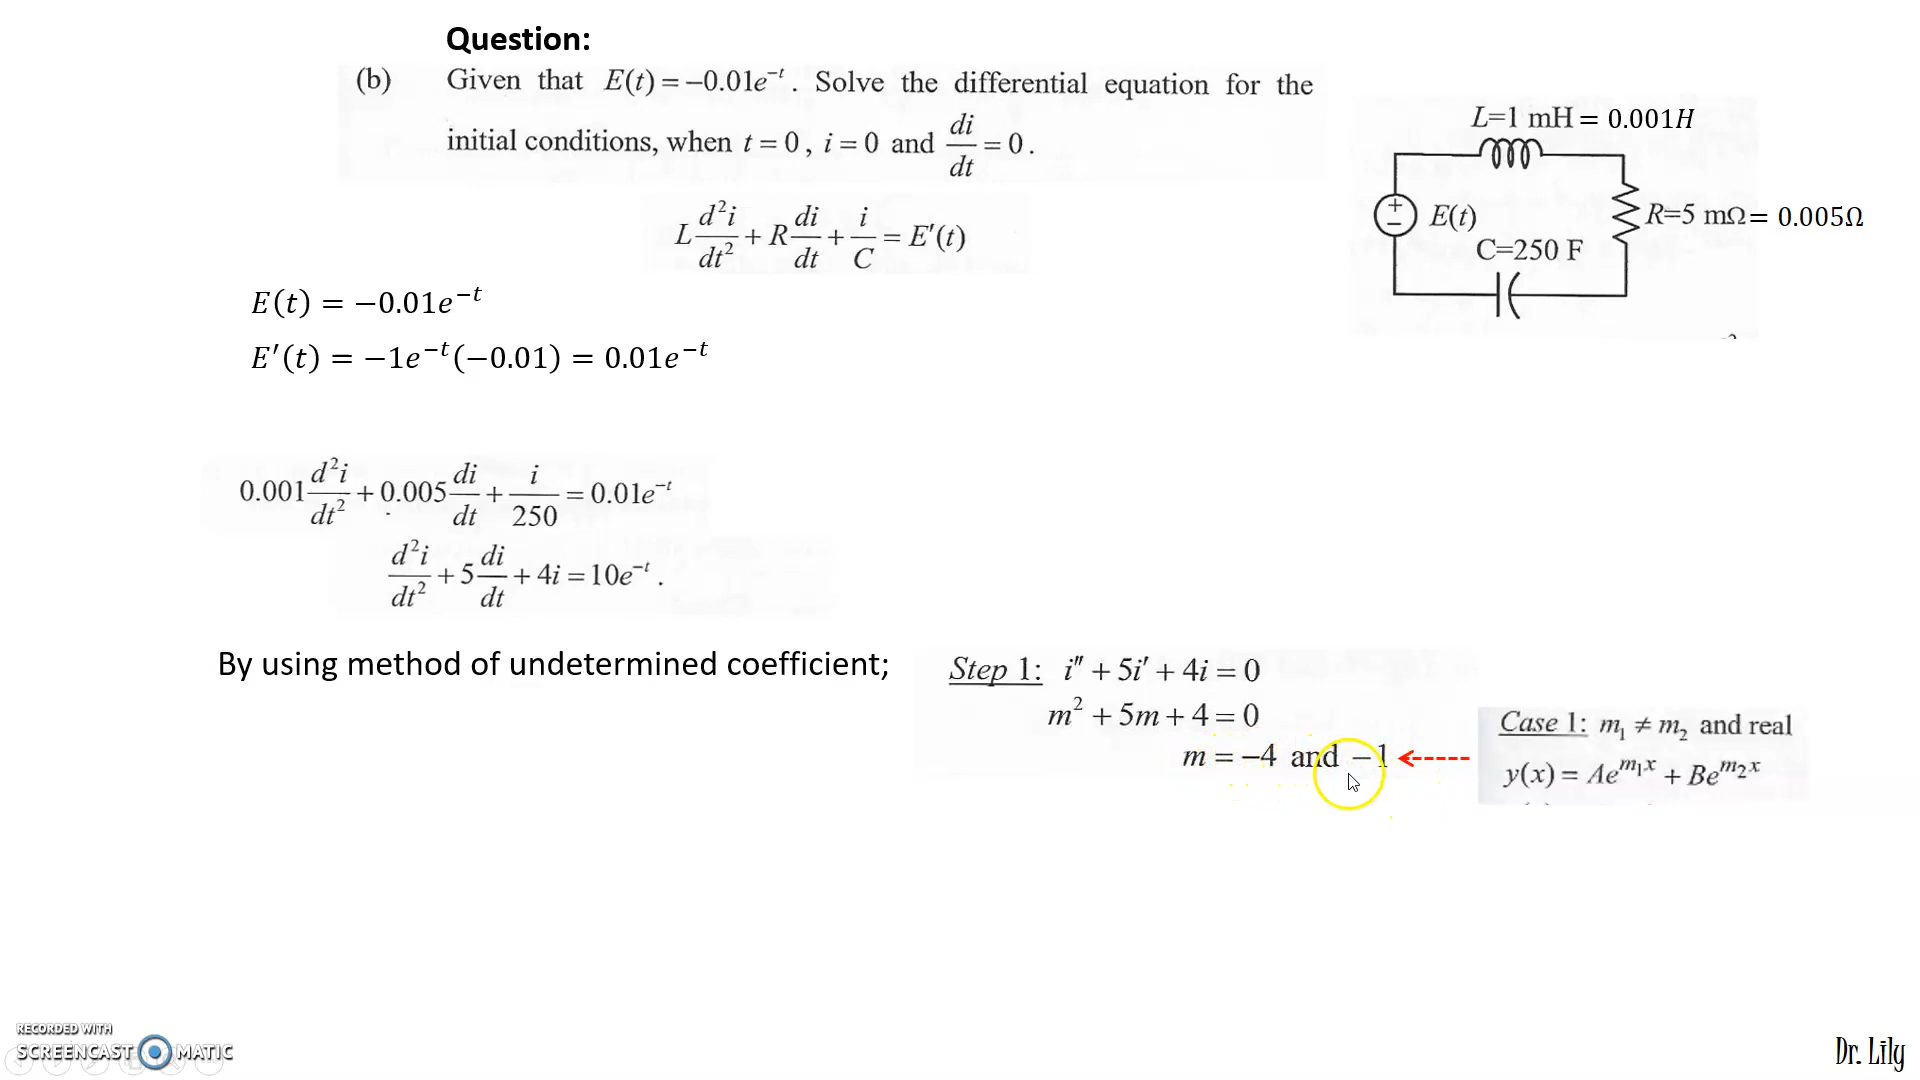 Question:
(b) Given that E(t) = −0.01e⁻ᵗ . Solve the differential equation for the
initial conditions, when t = 0 , i = 0 and di/dt = 0 .
L d²i/dt² + R di/dt + i/C = E′(t)
L=1 mH = 0.001H
E(t)
R=5 mΩ = 0.005Ω
C=250 F
E(t) = −0.01e⁻ᵗ
E′(t) = −1e⁻ᵗ(−0.01) = 0.01e⁻ᵗ
0.001 d²i/dt² + 0.005 di/dt + i/250 = 0.01e⁻ᵗ
d²i/dt² + 5 di/dt + 4i = 10e⁻ᵗ .
By using method of undetermined coefficient;
Step 1: i″ + 5i′ + 4i = 0
m² + 5m + 4 = 0
m = −4 and −1
Case 1: m₁ ≠ m₂ and real
y(x) = Ae^(m₁x) + Be^(m₂x)
RECORDED WITH
SCREENCAST MATIC
Dr. Lily